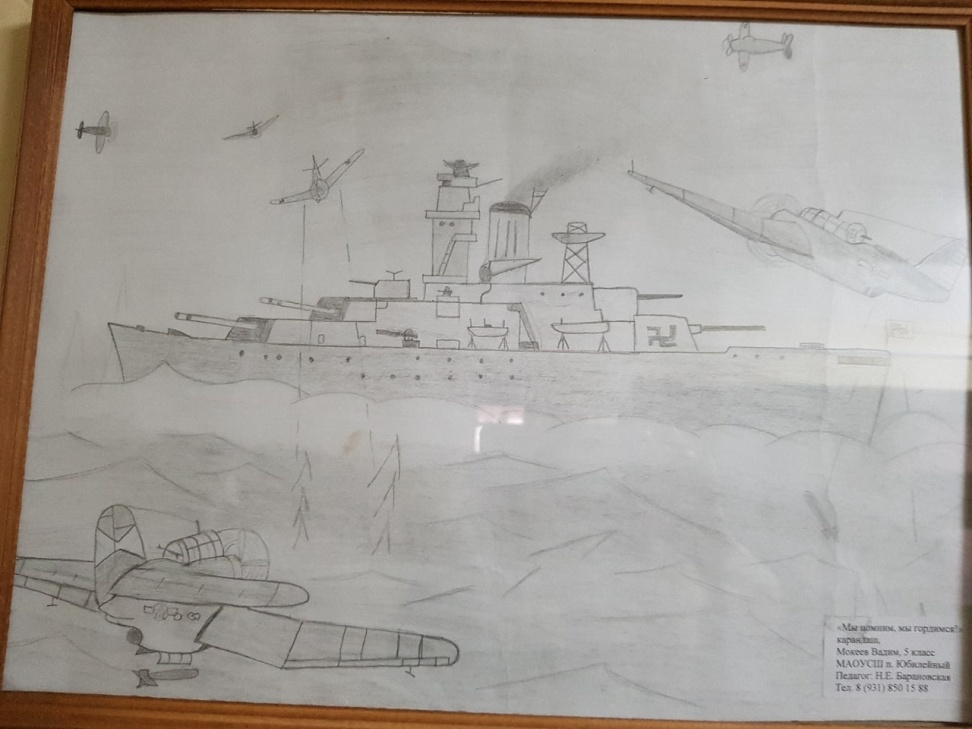 «Мы помним, мы гордимся!»
карандаш,
Мокеев Вадим, 5 класс
МАОУСШ п. Юбилейный
Педагог: Н.Е. Барановская
Тел. 8 (931) 850 15 88